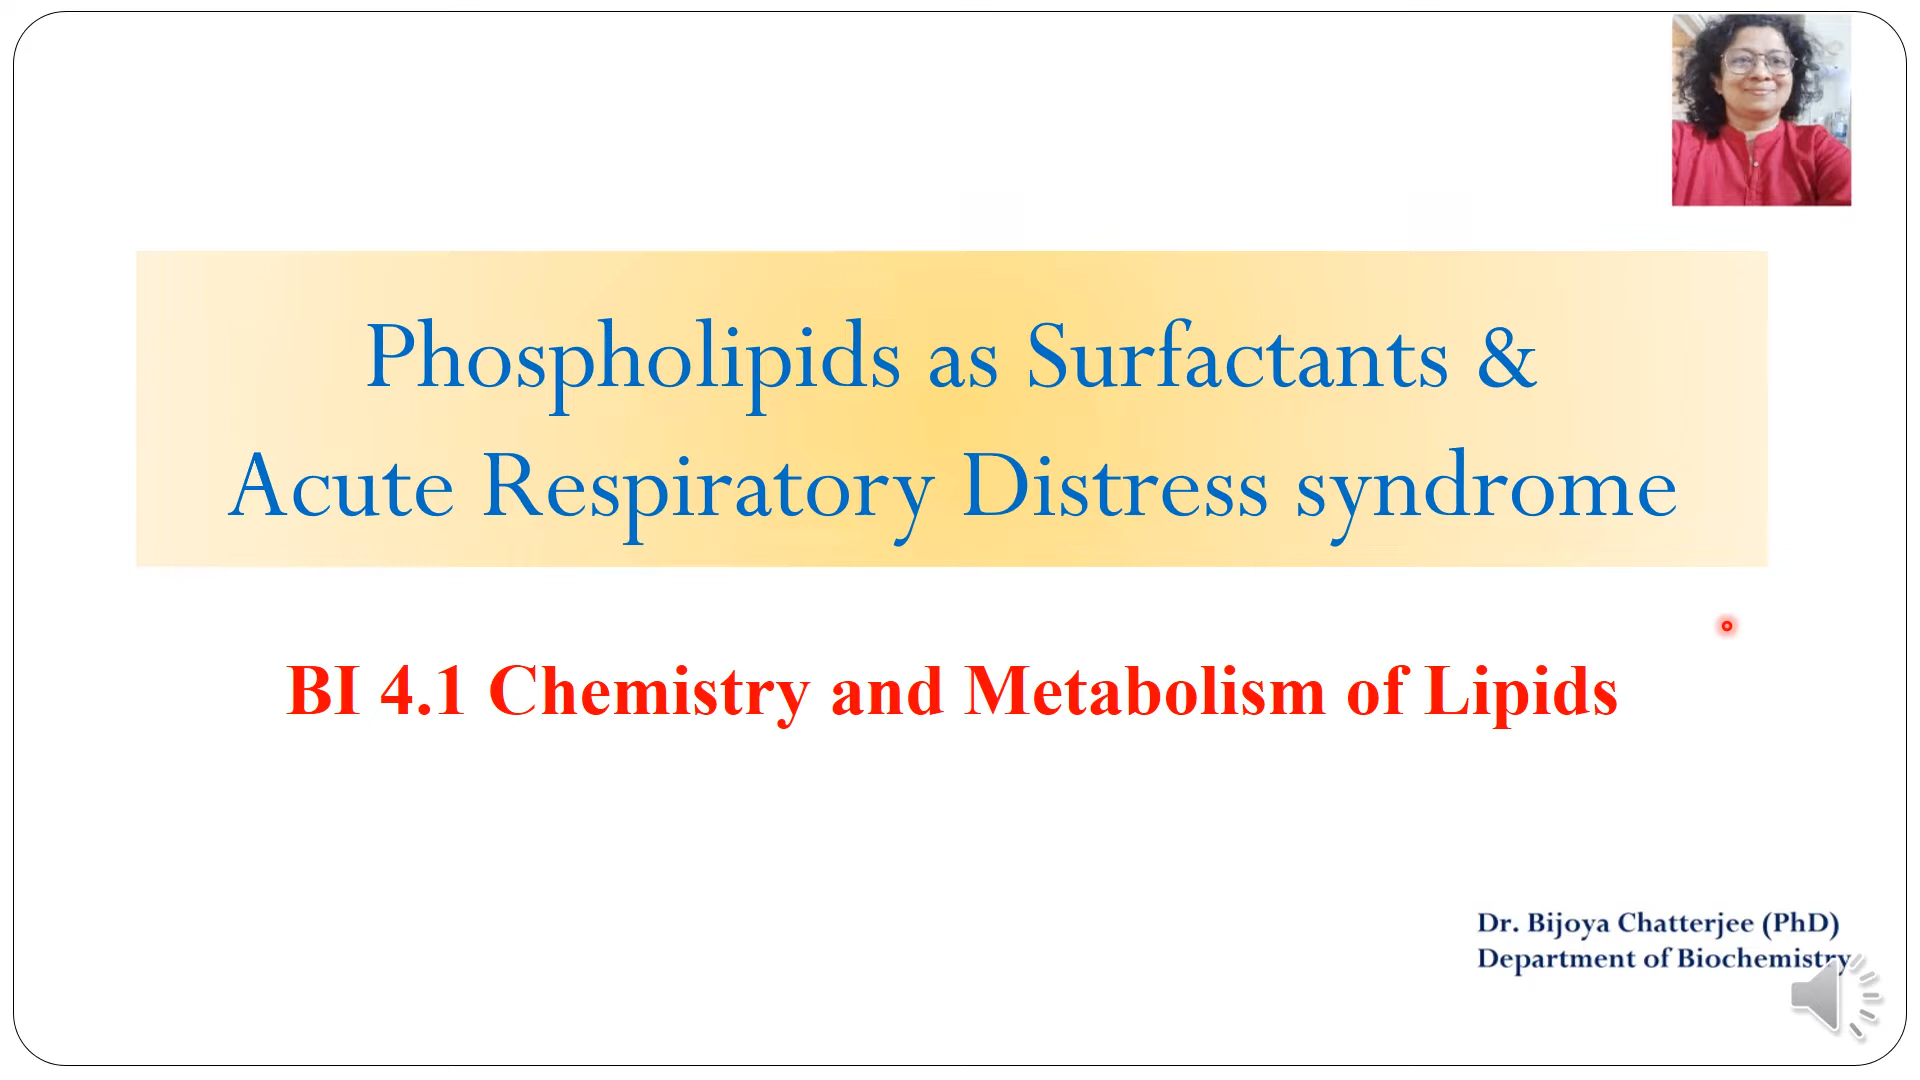 Phospholipids as Surfactants &
Acute Respiratory Distress syndrome
BI 4.1 Chemistry and Metabolism of Lipids
Dr. Bijoya Chatterjee (PhD)
Department of Biochemistry